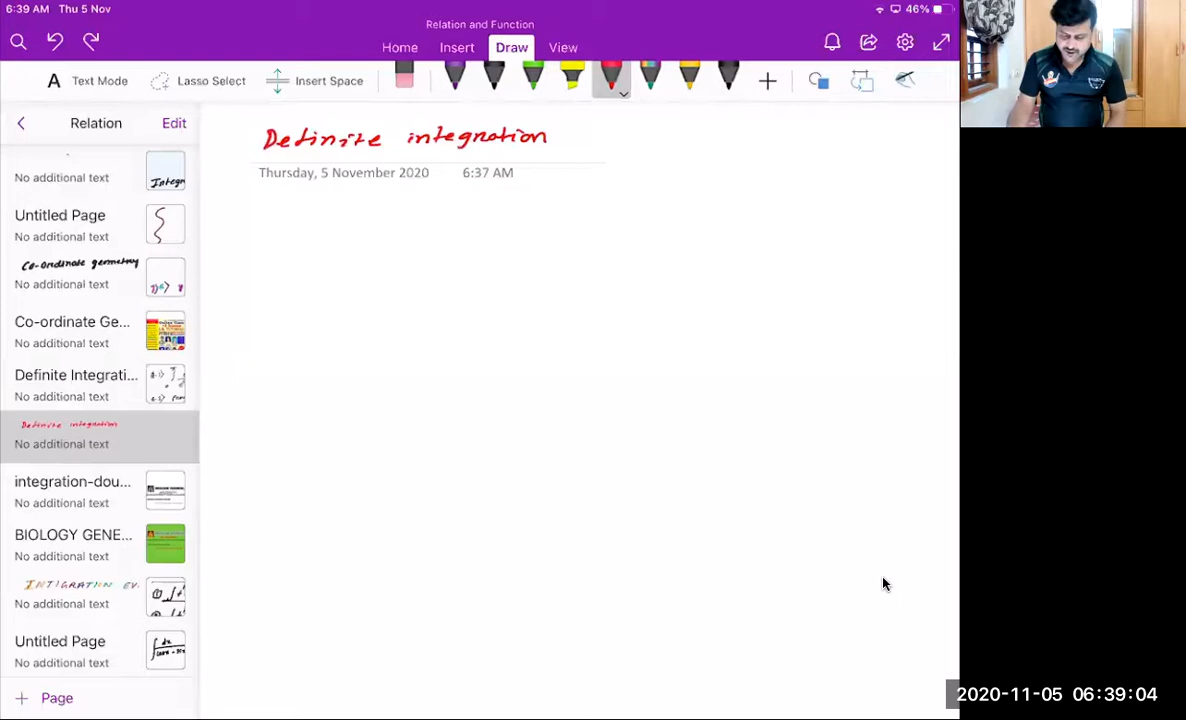 6:39 AM Thu 5 Nov
46%
Relation and Function
Home Insert Draw View
A Text Mode Lasso Select Insert Space
Relation Edit
Definite integration
Thursday, 5 November 2020 6:37 AM
No additional text
Integr
Untitled Page
No additional text
Co-ordinate geometry
No additional text
Co-ordinate Ge...
No additional text
Definite Integrati...
No additional text
Definite integration
No additional text
integration-dou...
No additional text
BIOLOGY GENE...
No additional text
INTIGRATION EV.
No additional text
Untitled Page
No additional text
Page
2020-11-05 06:39:04